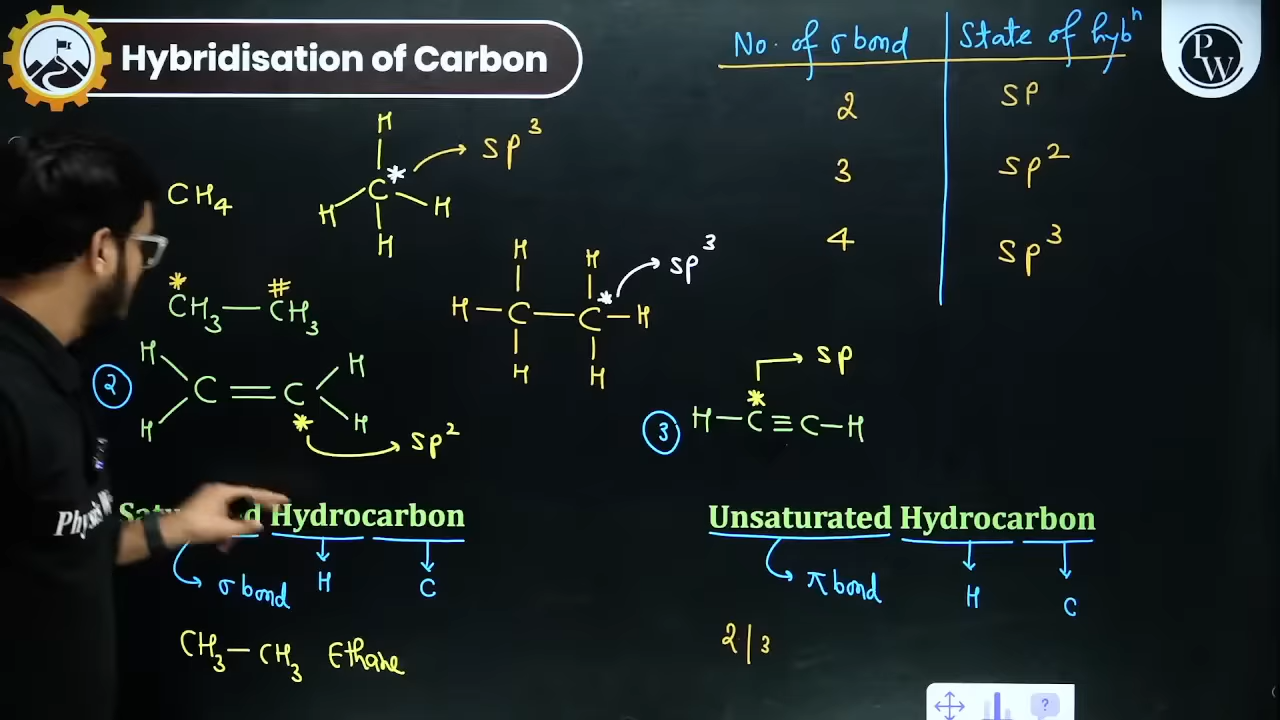 Hybridisation of Carbon
PW
No. of σ bond | State of hybⁿ
2 | sp
3 | sp²
4 | sp³
CH₄
H
H C* H → sp³
H
*CH₃ — #CH₃
H H
H — C — C* — H → sp³
H H
② H H
C = C*
H H → sp²
③ H — C* ≡ C — H → sp
Hydrocarbon
σ bond H C
CH₃ — CH₃ Ethane
Unsaturated Hydrocarbon
π bond H C
2|3
?